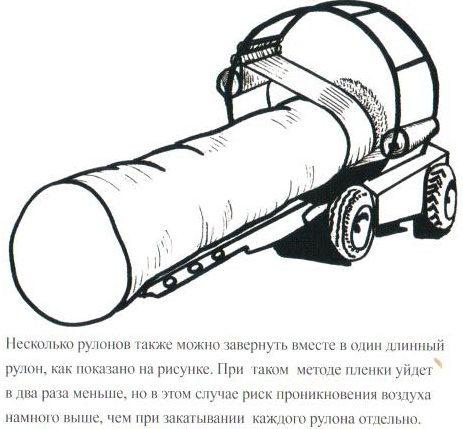 Несколько рулонов также можно завернуть вместе в один длинный
рулон, как показано на рисунке. При таком методе пленки уйдет
в два раза меньше, но в этом случае риск проникновения воздуха
намного выше, чем при закатывании каждого рулона отдельно.